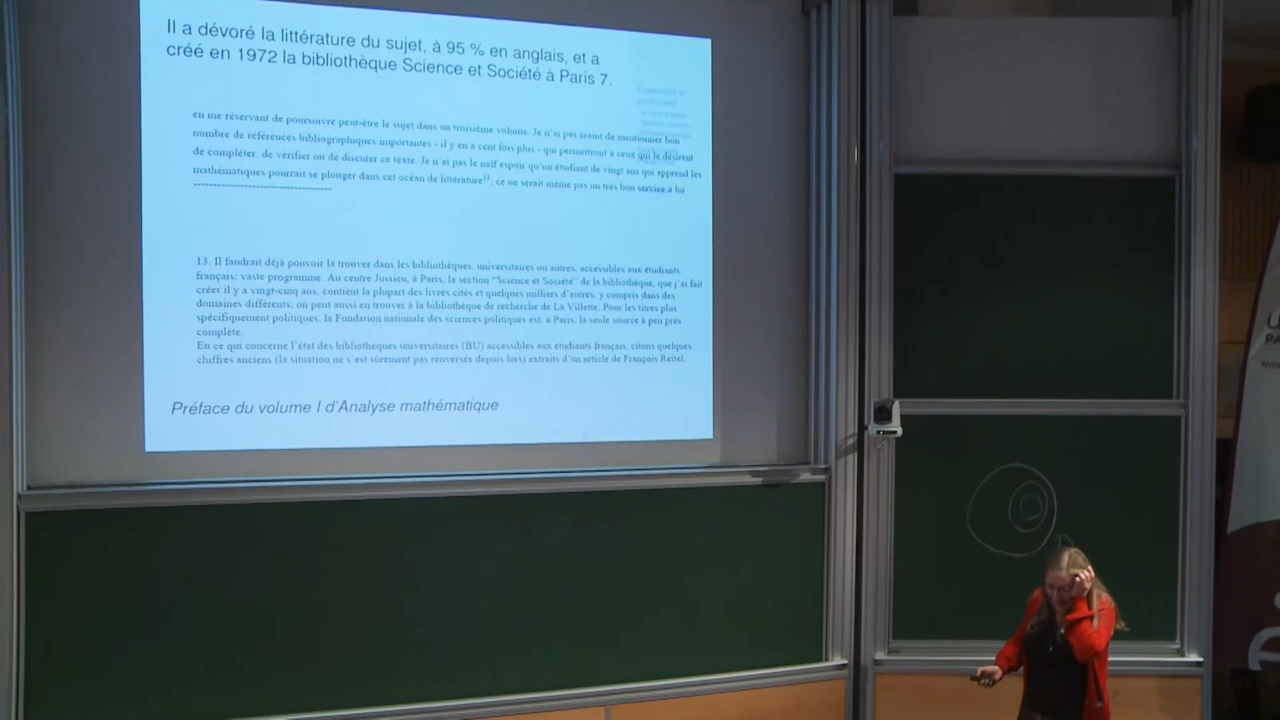 Il a dévoré la littérature du sujet, à 95 % en anglais, et a
créé en 1972 la bibliothèque Science et Société à Paris 7.
en me réservant de poursuivre peut-être le sujet dans un troisième volume. Je n'ai pas craint de mentionner bon
nombre de références bibliographiques importantes - il y en a cent fois plus - qui permettront à ceux qui le désirent
de compléter, de vérifier ou de discuter ce texte. Je n'ai pas le naïf espoir qu'un étudiant de vingt ans qui apprend les
mathématiques pourrait se plonger dans cet océan de littérature13; ce ne serait même pas un très bon service à lui
13. Il faudrait déjà pouvoir la trouver dans les bibliothèques, universitaires ou autres, accessibles aux étudiants
français; vaste programme. Au centre Jussieu, à Paris, la section "Science et Société" de la bibliothèque, que j'ai fait
créer il y a vingt-cinq ans, contient la plupart des livres cités et quelques milliers d'autres, y compris dans des
domaines différents; on peut aussi en trouver à la bibliothèque de recherche de La Villette. Pour les titres plus
spécifiquement politiques, la Fondation nationale des sciences politiques est, à Paris, la seule source à peu près
complète.
En ce qui concerne l'état des bibliothèques universitaires (BU) accessibles aux étudiants français, citons quelques
chiffres anciens (la situation ne s'est sûrement pas renversée depuis lors) extraits d'un article de François Reitel.
Préface du volume I d'Analyse mathématique